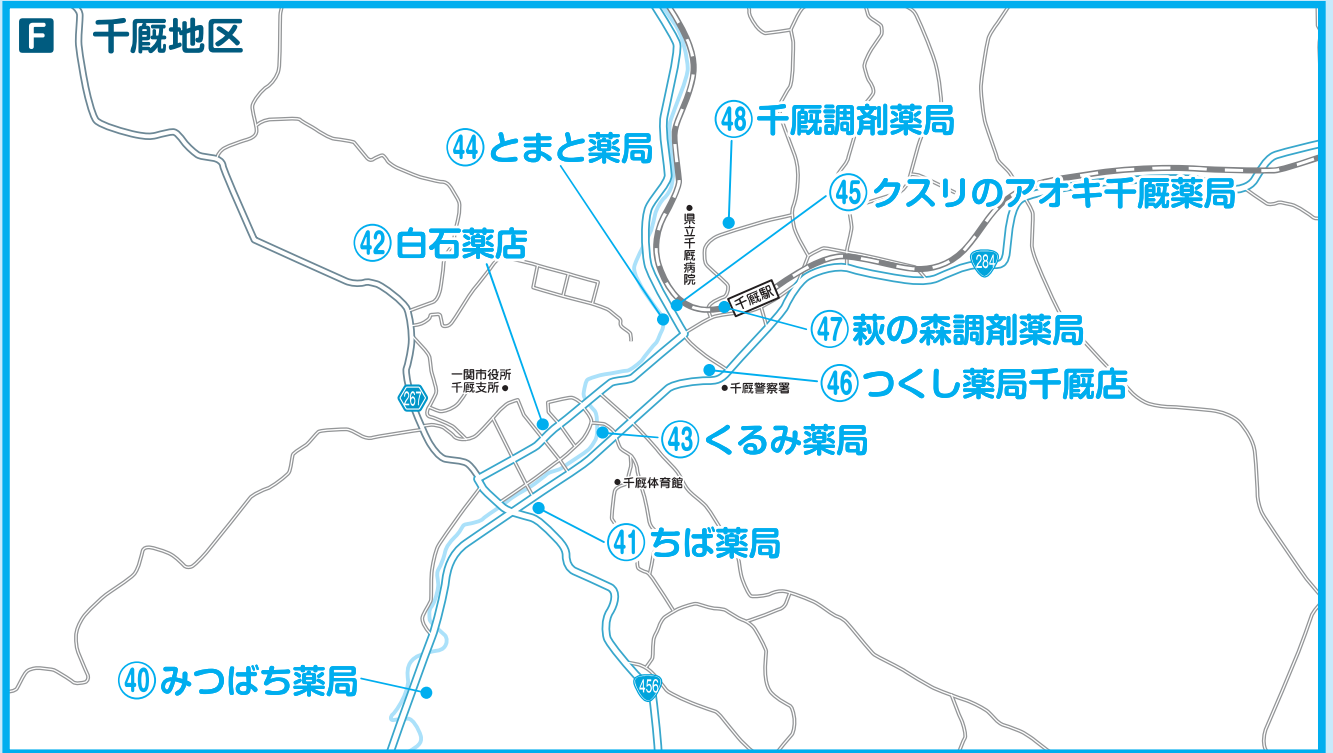 F 千厩地区
㊽千厩調剤薬局
㊹とまと薬局
㊺クスリのアオキ千厩薬局
県立千厩病院
㊷白石薬店
284
千厩駅
㊼萩の森調剤薬局
一関市役所
千厩支所
267
㊻つくし薬局千厩店
千厩警察署
㊸くるみ薬局
千厩体育館
㊶ちば薬局
㊵みつばち薬局
456